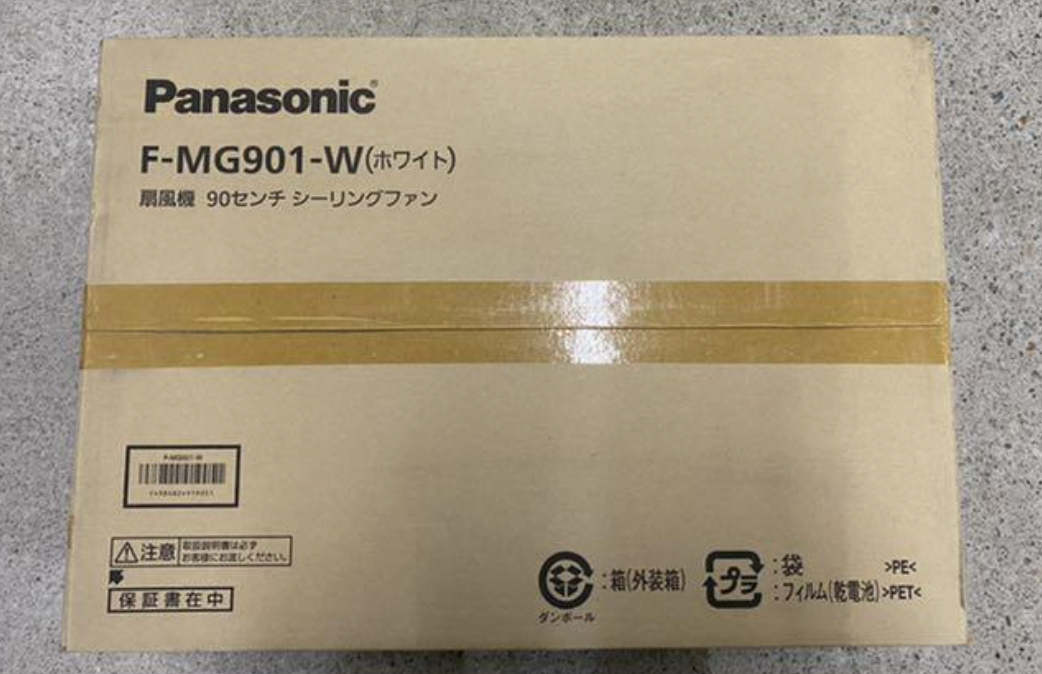 Panasonic®
F-MG901-W(ホワイト)
扇風機 90センチ シーリングファン
F-MG901-W
注意 取扱説明書は必ず
お客様にお渡しください。
保証書在中
ダンボール
:箱(外装箱)
プラ
:袋 >PE<
:フィルム(乾電池)>PET<